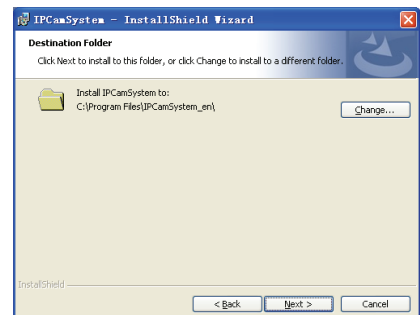 IPCamSystem - InstallShield Wizard
Destination Folder
Click Next to install to this folder, or click Change to install to a different folder.
Install IPCamSystem to:
C:\Program Files\IPCamSystem_en\
Change...
InstallShield
< Back
Next >
Cancel